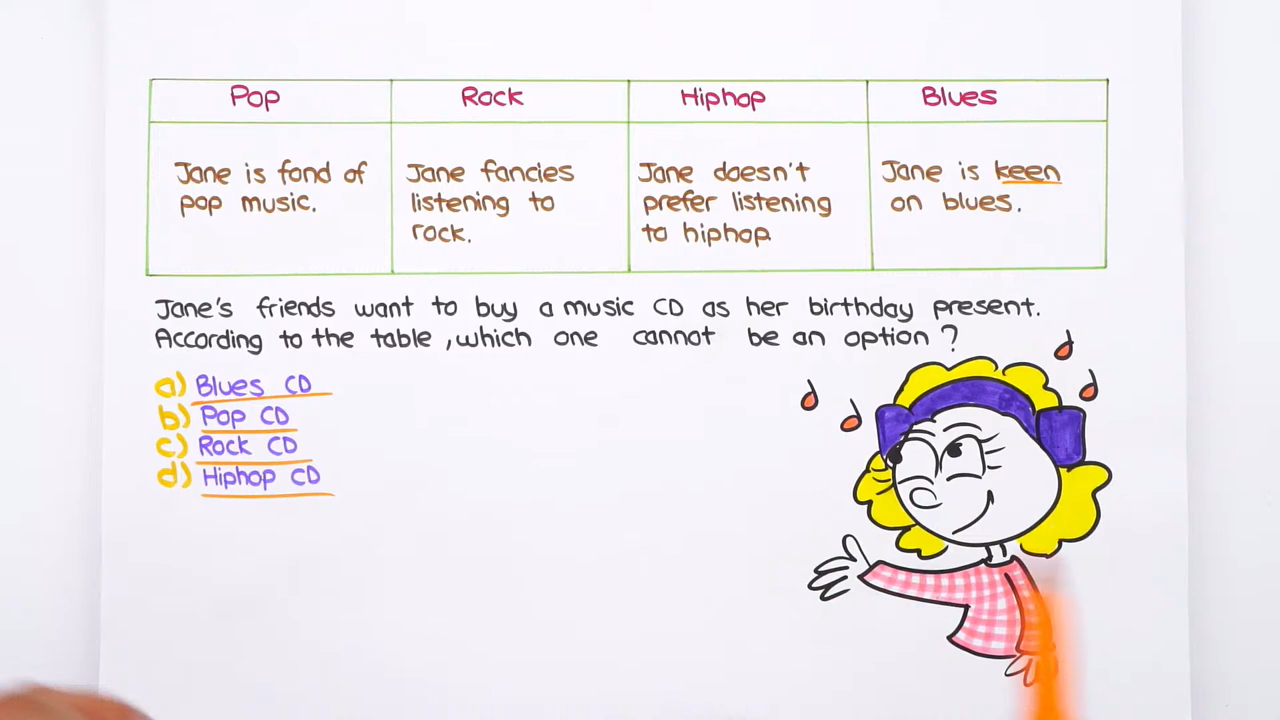 Pop Rock Hiphop Blues
Jane is fond of Jane fancies Jane doesn't Jane is keen
pop music. listening to prefer listening on blues.
rock. to hiphop.
Jane's friends want to buy a music CD as her birthday present.
According to the table, which one cannot be an option?
a) Blues CD
b) Pop CD
c) Rock CD
d) Hiphop CD